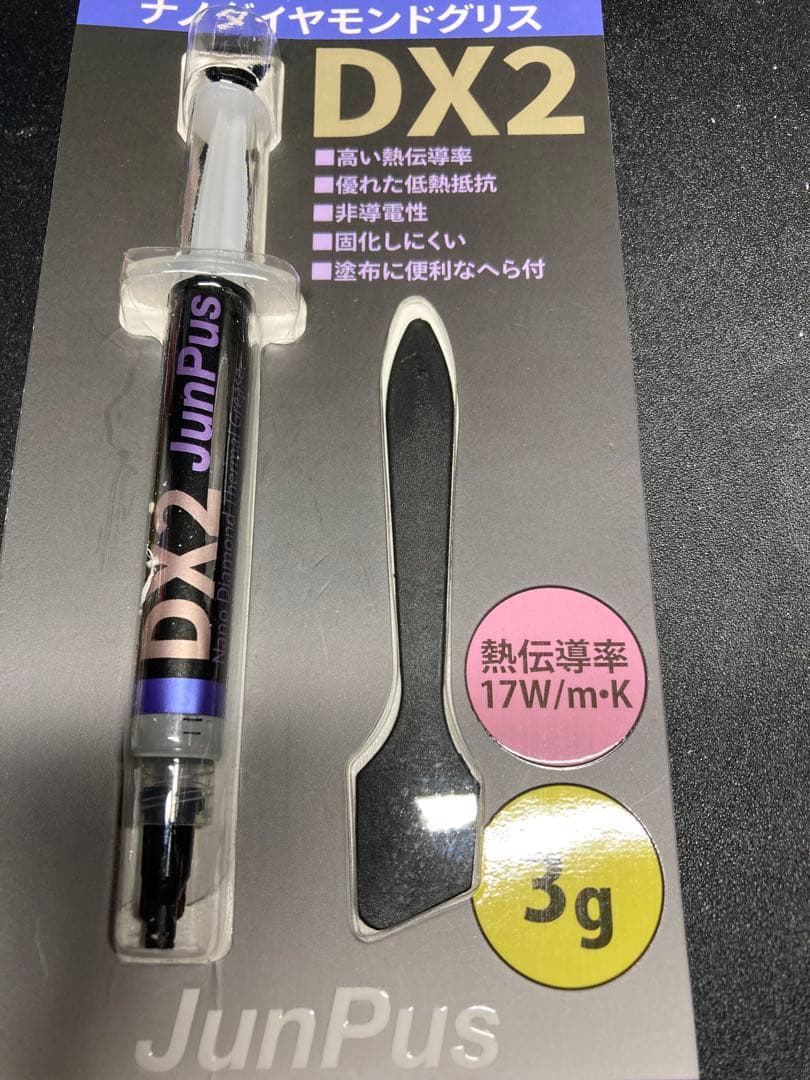 ナノダイヤモンドグリス
DX2
■高い熱伝導率
■優れた低熱抵抗
■非導電性
■固化しにくい
■塗布に便利なへら付
DX2 JunPus
Nano Diamond Thermal Grease
熱伝導率
17W/m•K
3g
JunPus